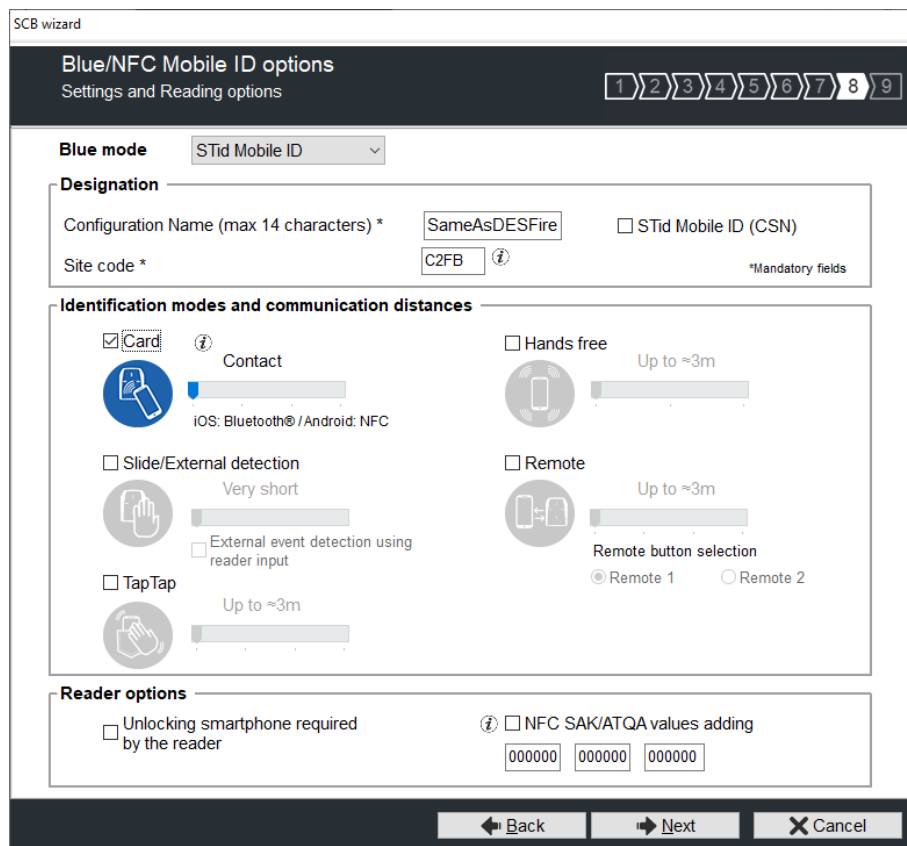 SCB wizard
Blue/NFC Mobile ID options
Settings and Reading options
1 2 3 4 5 6 7 8 9
Blue mode STid Mobile ID
Designation
Configuration Name (max 14 characters) * SameAsDESFire STid Mobile ID (CSN)
Site code * C2FB i *Mandatory fields
Identification modes and communication distances
Card i Hands free
Contact Up to ≈3m
iOS: Bluetooth® / Android: NFC
Slide/External detection Remote
Very short Up to ≈3m
External event detection using
reader input
Remote button selection
TapTap Remote 1 Remote 2
Up to ≈3m
Reader options
Unlocking smartphone required
by the reader
i NFC SAK/ATQA values adding
000000 000000 000000
Back Next Cancel